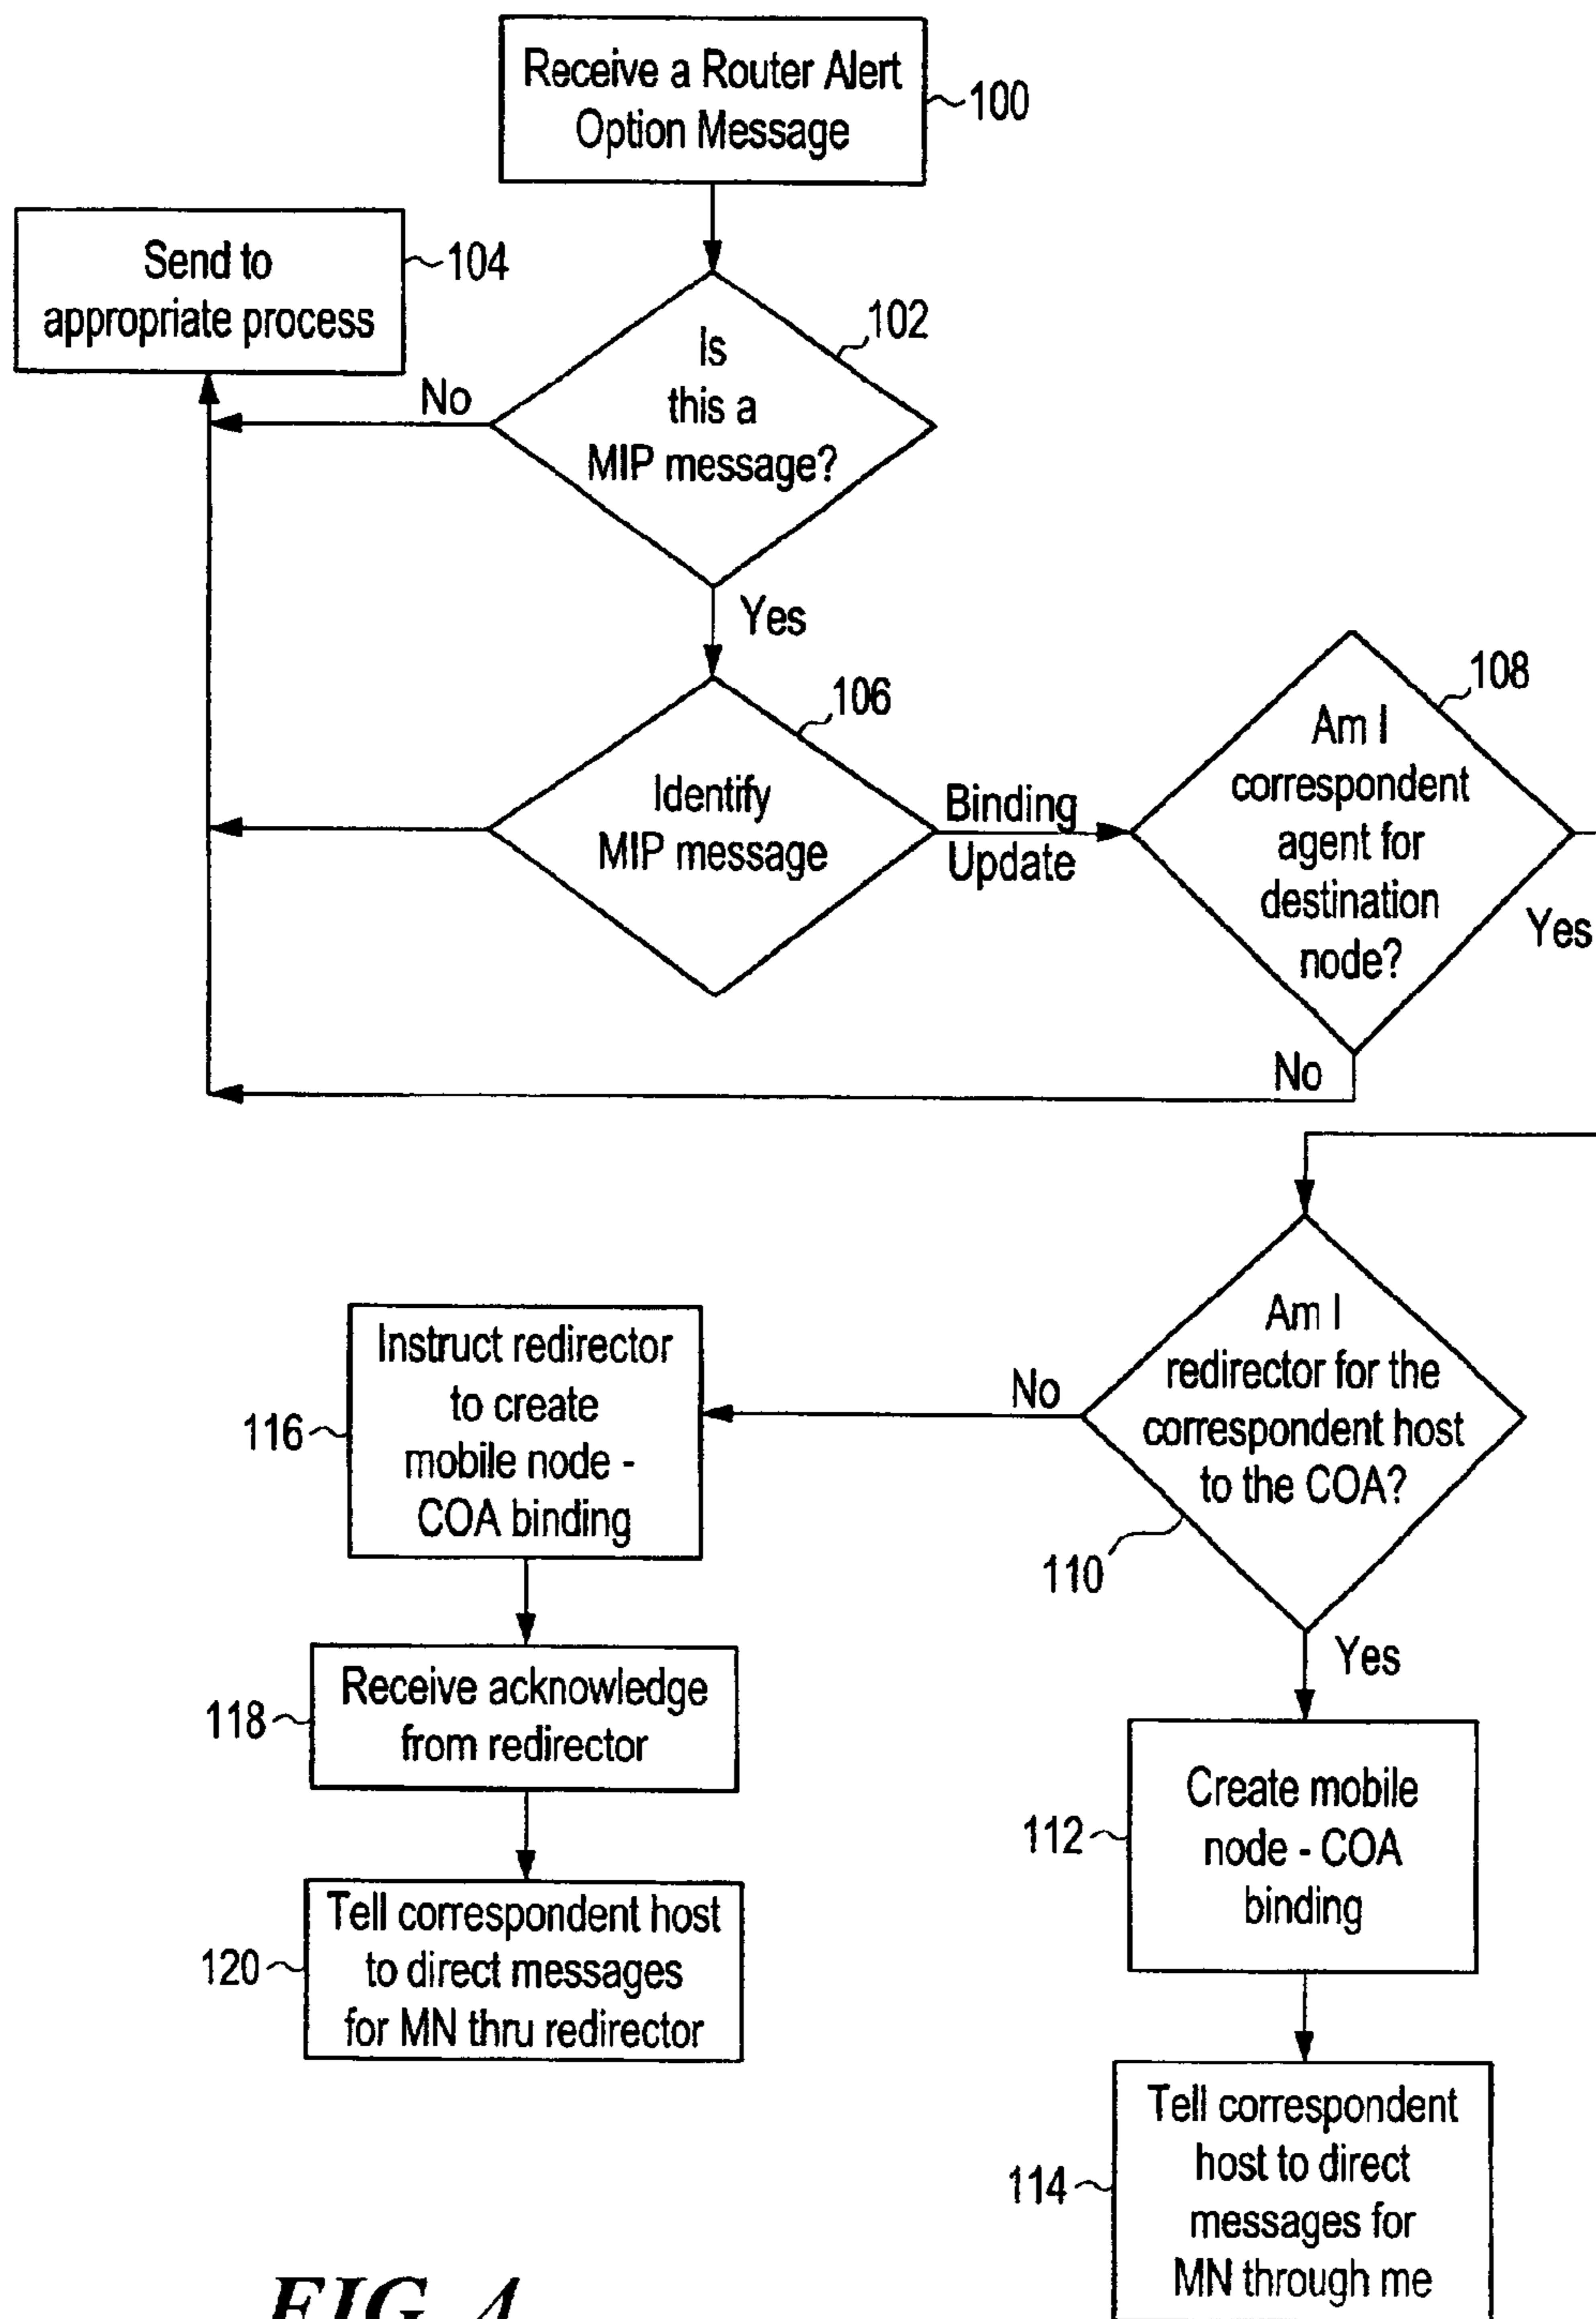 Receive a Router Alert
Option Message
100
Send to
appropriate process
104
Is
this a
MIP message?
102
No
Yes
Identify
MIP message
106
Binding
Update
Am I
correspondent
agent for
destination
node?
108
Yes
No
Am I
redirector for the
correspondent host
to the COA?
110
No
Yes
Instruct redirector
to create
mobile node -
COA binding
116
Receive acknowledge
from redirector
118
Tell correspondent host
to direct messages
for MN thru redirector
120
Create mobile
node - COA
binding
112
Tell correspondent
host to direct
messages for
MN through me
114
FIG. 4